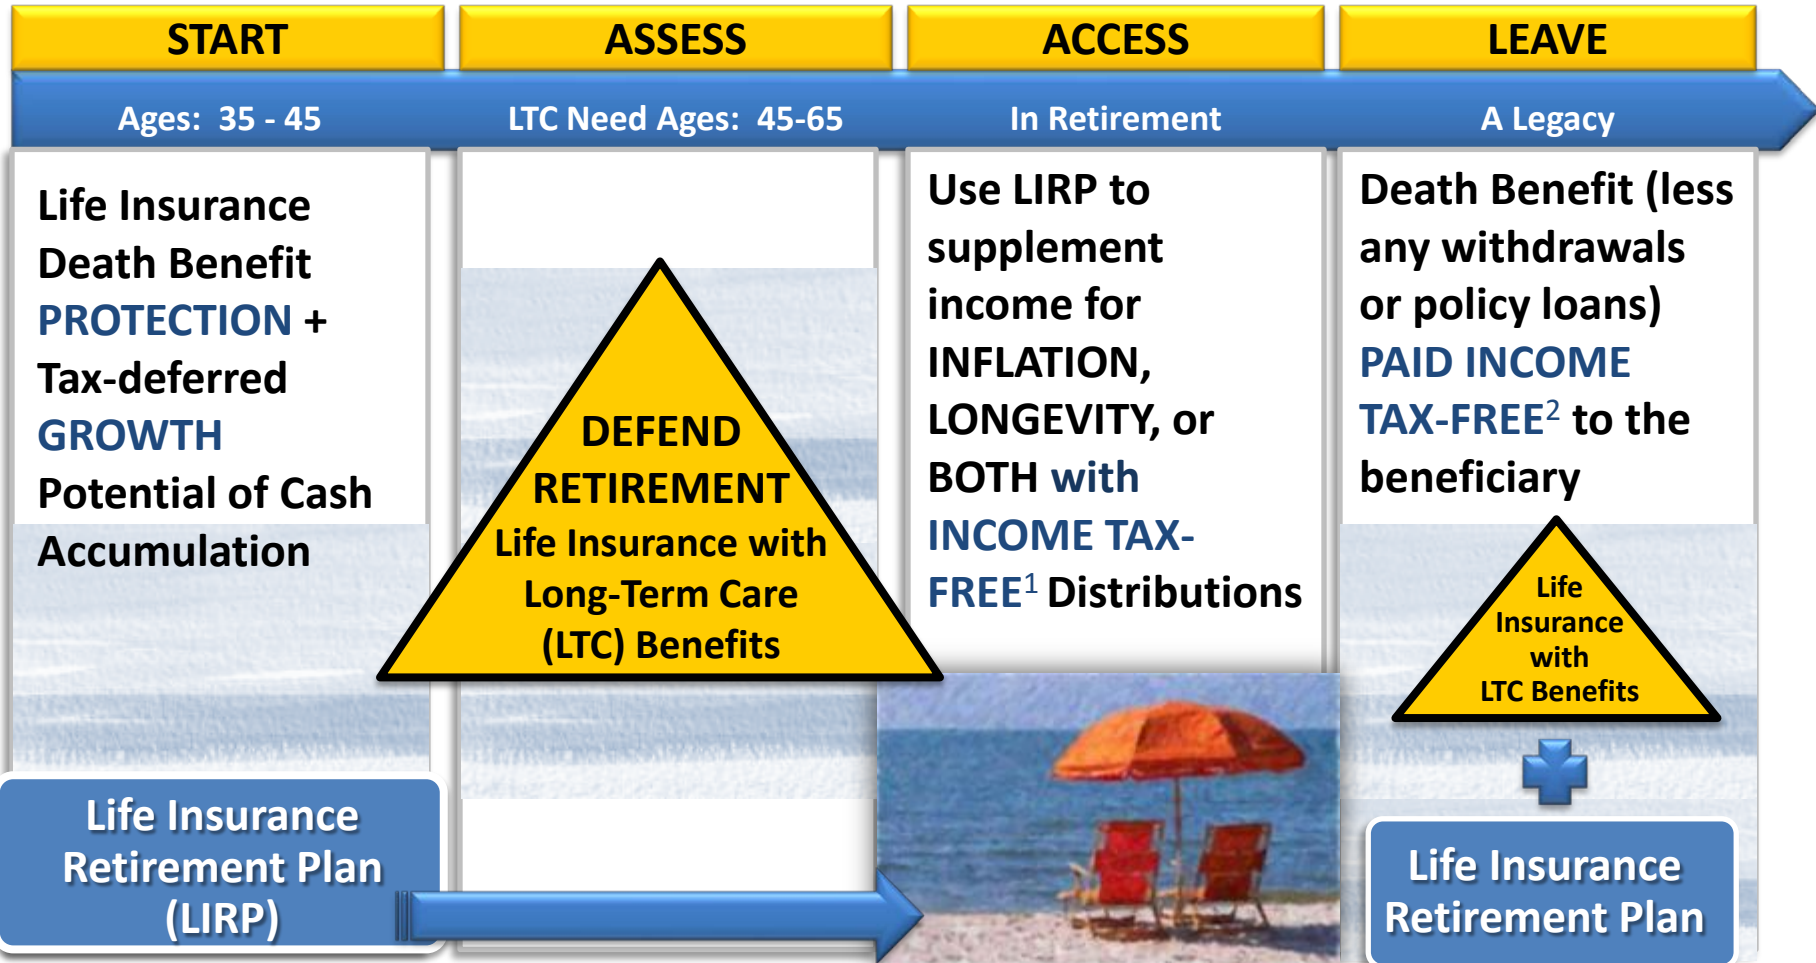 START
ASSESS
ACCESS
LEAVE
Ages: 35 - 45
LTC Need Ages: 45-65
In Retirement
A Legacy
Life Insurance
Death Benefit
PROTECTION +
Tax-deferred
GROWTH
Potential of Cash
Accumulation
Life Insurance
Retirement Plan
(LIRP)
DEFEND
RETIREMENT
Life Insurance with
Long-Term Care
(LTC) Benefits
Use LIRP to
supplement
income for
INFLATION,
LONGEVITY, or
BOTH with
INCOME TAX-
FREE1 Distributions
Death Benefit (less
any withdrawals
or policy loans)
PAID INCOME
TAX-FREE2 to the
beneficiary
Life
Insurance
with
LTC Benefits
Life Insurance
Retirement Plan